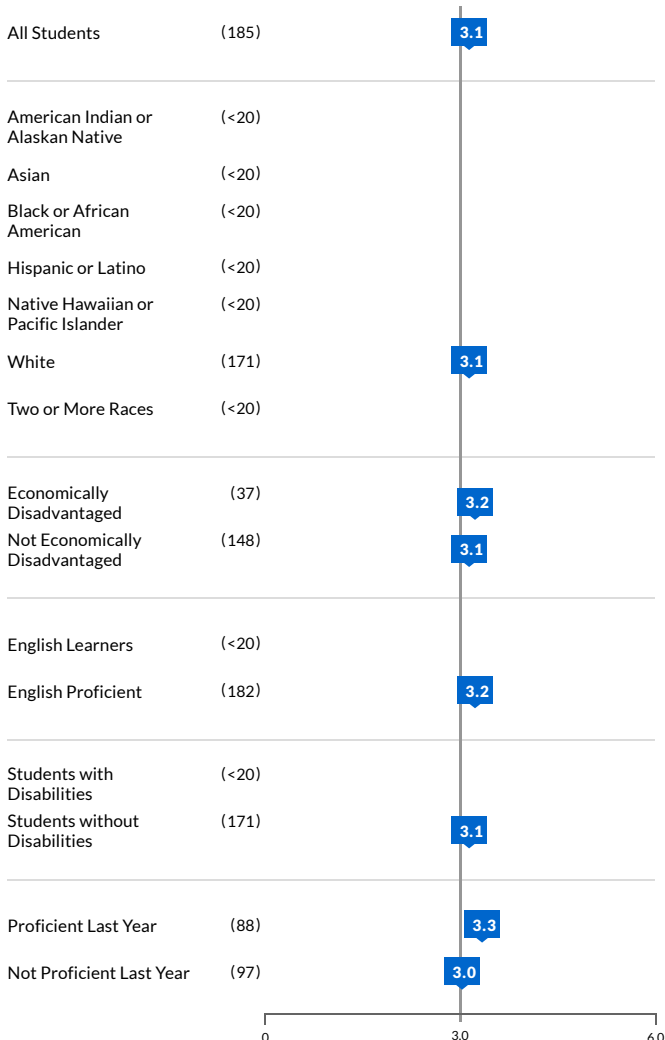 All Students (185) 3.1
American Indian or (<20)
Alaskan Native
Asian (<20)
Black or African (<20)
American
Hispanic or Latino (<20)
Native Hawaiian or (<20)
Pacific Islander
White (171) 3.1
Two or More Races (<20)
Economically (37) 3.2
Disadvantaged
Not Economically (148) 3.1
Disadvantaged
English Learners (<20)
English Proficient (182) 3.2
Students with (<20)
Disabilities
Students without (171) 3.1
Disabilities
Proficient Last Year (88) 3.3
Not Proficient Last Year (97) 3.0
0 3.0 6.0